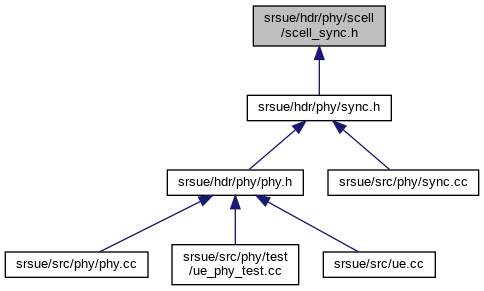 srsue/hdr/phy/scell
/scell_sync.h
srsue/hdr/phy/sync.h
srsue/hdr/phy/phy.h
srsue/src/phy/sync.cc
srsue/src/phy/phy.cc
srsue/src/phy/test
/ue_phy_test.cc
srsue/src/ue.cc